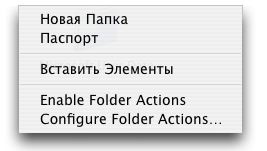 Новая Папка
Паспорт
Вставить Элементы
Enable Folder Actions
Configure Folder Actions...